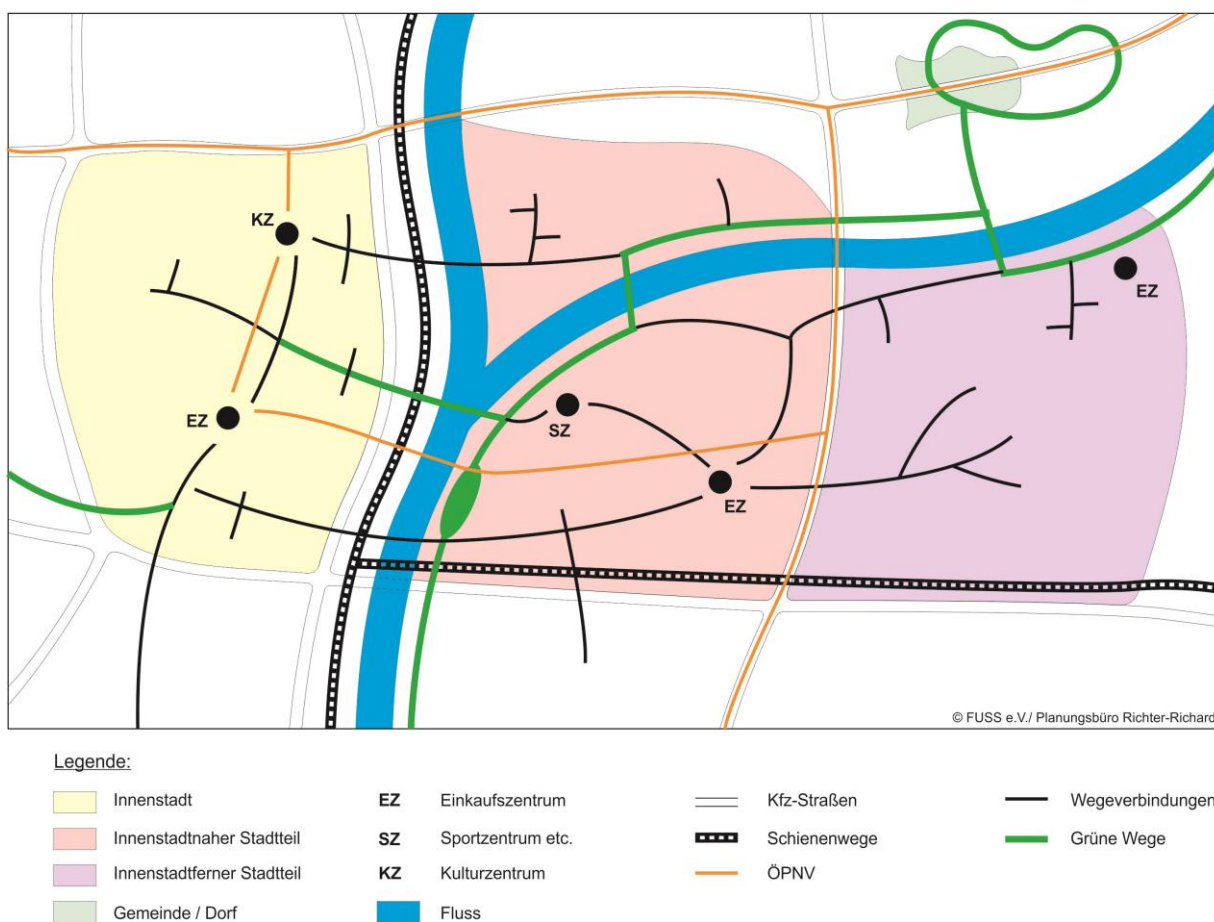 KZ
EZ
EZ
SZ
EZ
© FUSS e.V./ Planungsbüro Richter-Richard
Legende:
Innenstadt
Innenstadtnaher Stadtteil
Innenstadtferner Stadtteil
Gemeinde / Dorf
EZ Einkaufszentrum
SZ Sportzentrum etc.
KZ Kulturzentrum
Fluss
Kfz-Straßen
Schienenwege
ÖPNV
Wegeverbindungen
Grüne Wege